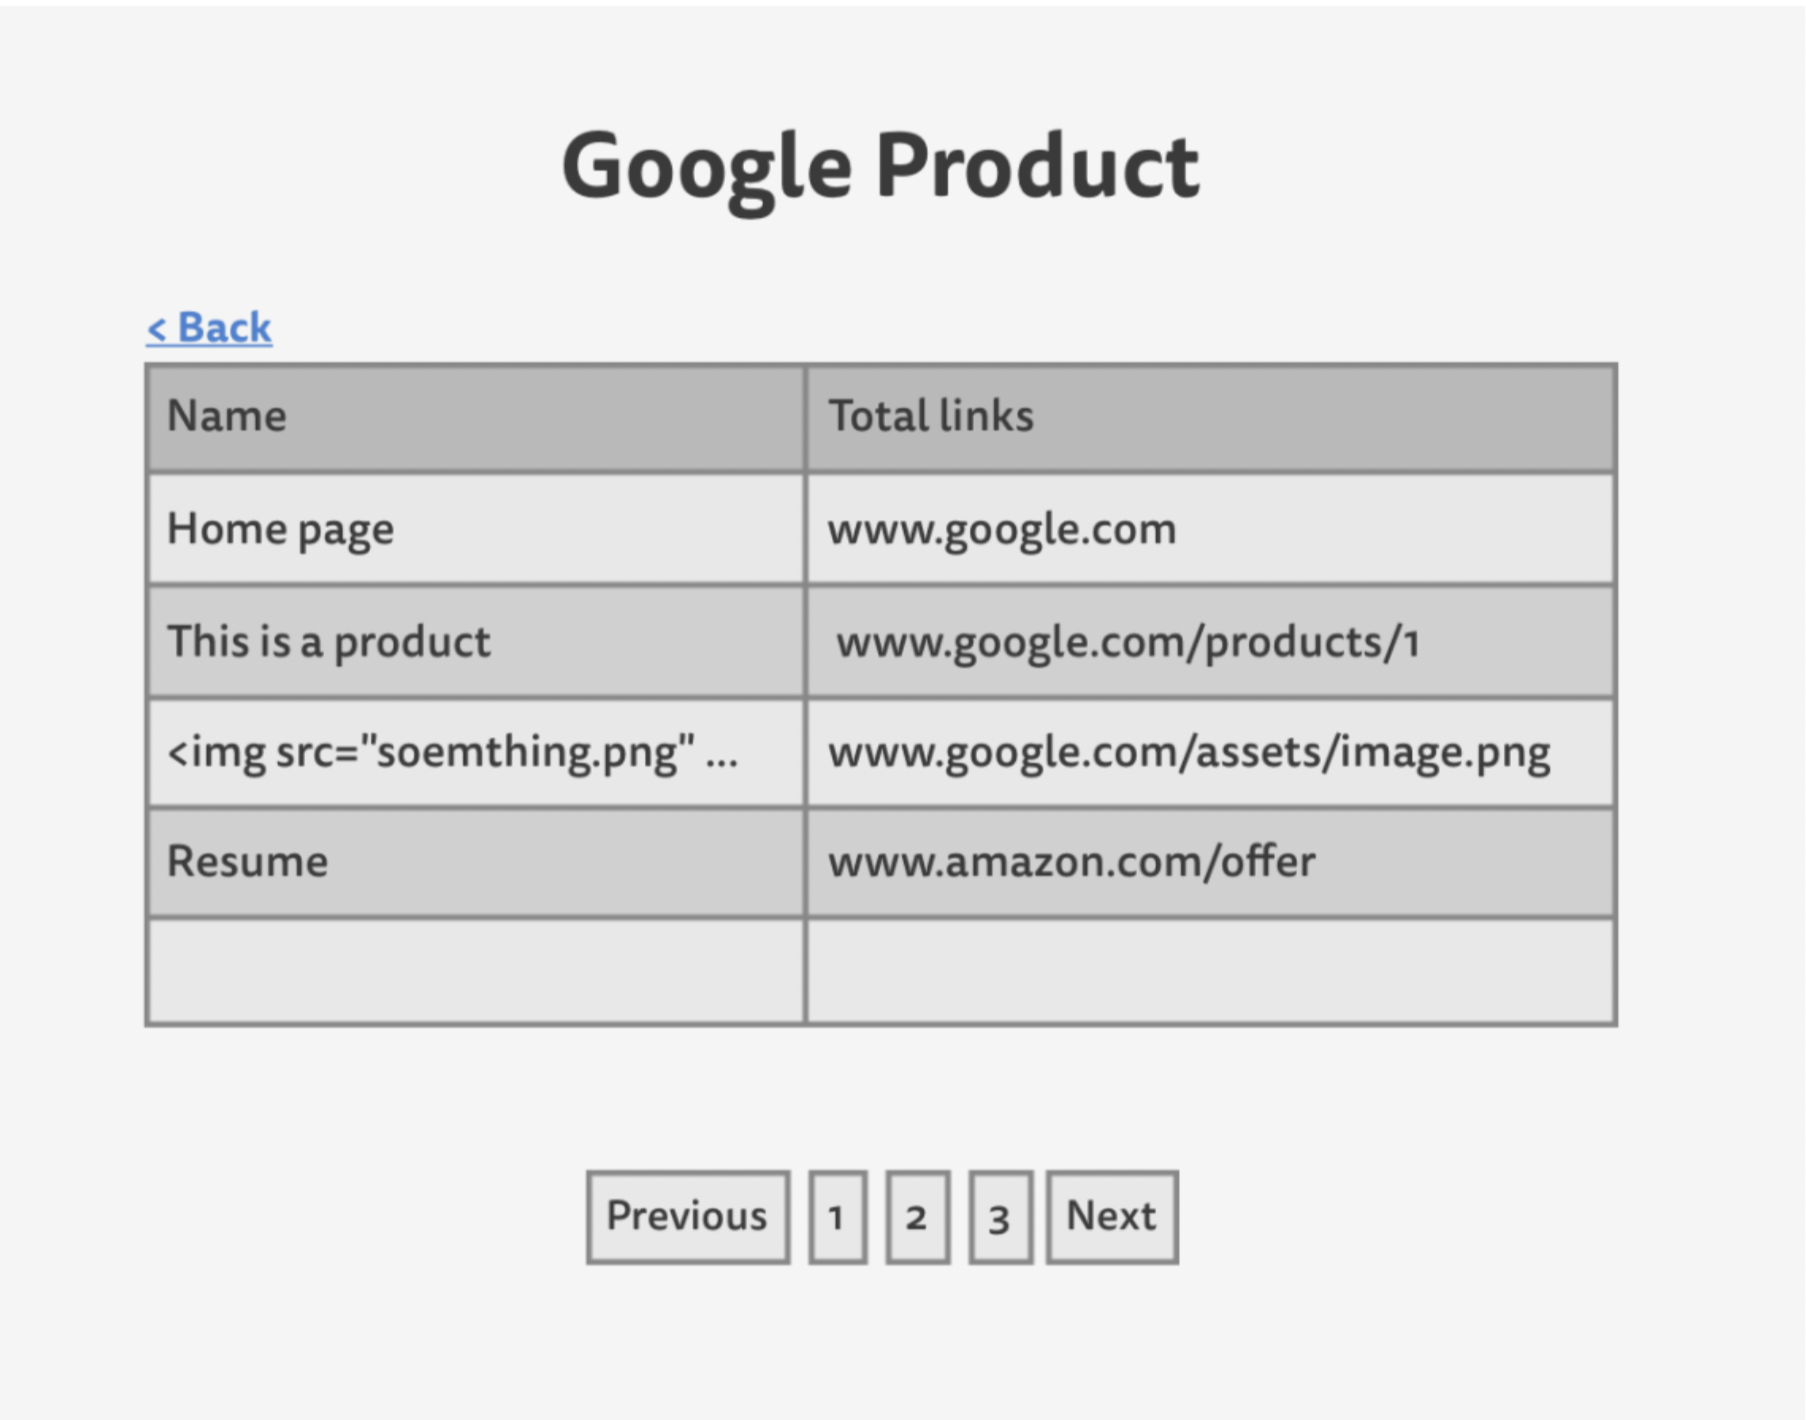 Google Product
< Back
Name Total links
Home page www.google.com
This is a product www.google.com/products/1
<img src="soemthing.png" ... www.google.com/assets/image.png
Resume www.amazon.com/offer
Previous 1 2 3 Next